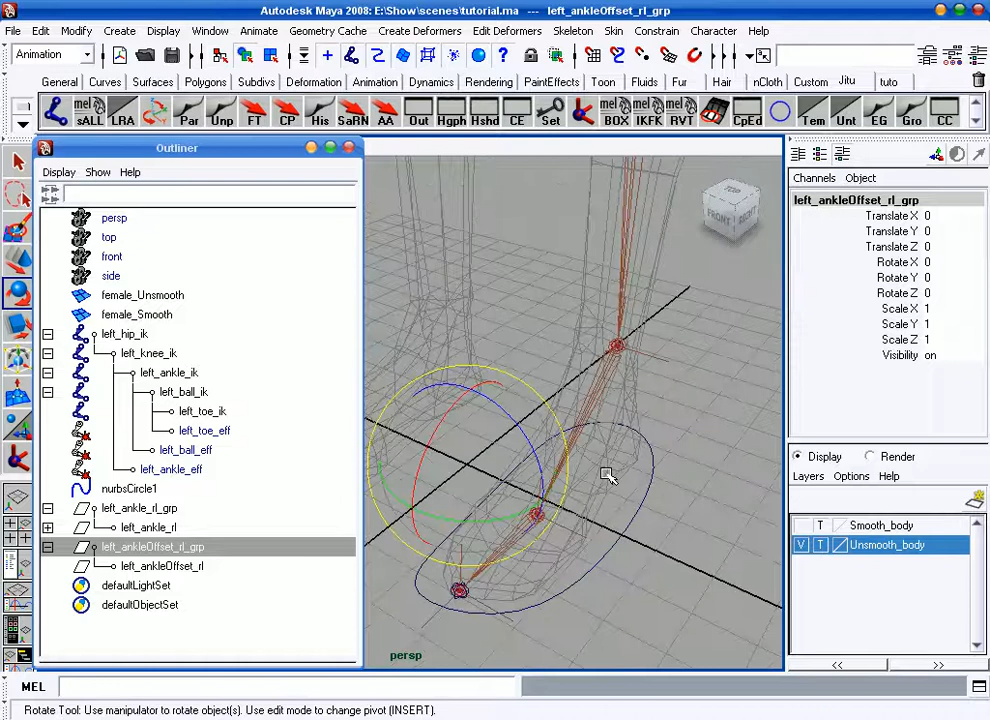 Autodesk Maya 2008: E:\Show\scenes\tutorial.ma --- left_ankleOffset_rl_grp
File Edit Modify Create Display Window Animate Geometry Cache Create Deformers Edit Deformers Skeleton Skin Constrain Character Help
Animation
General Curves Surfaces Polygons Subdivs Deformation Animation Dynamics Rendering PaintEffects Toon Fluids Fur Hair nCloth Custom Jitu tuto
mel sALL LRA Par Unp FT CP His SaRN AA Out Hgph Hshd CE Set mel BOX mel IKFK mel RVT CpEd Tem Unt EG Gro CC
Outliner
Display Show Help
persp
top
front
side
female_Unsmooth
female_Smooth
left_hip_ik
left_knee_ik
left_ankle_ik
left_ball_ik
left_toe_ik
left_toe_eff
left_ball_eff
left_ankle_eff
nurbsCircle1
left_ankle_rl_grp
left_ankle_rl
left_ankleOffset_rl_grp
left_ankleOffset_rl
defaultLightSet
defaultObjectSet
TOP
FRONT RIGHT
persp
Channels Object
left_ankleOffset_rl_grp
Translate X 0
Translate Y 0
Translate Z 0
Rotate X 0
Rotate Y 0
Rotate Z 0
Scale X 1
Scale Y 1
Scale Z 1
Visibility on
Display Render
Layers Options Help
T Smooth_body
V T Unsmooth_body
<< >>
MEL
Rotate Tool: Use manipulator to rotate object(s). Use edit mode to change pivot (INSERT).